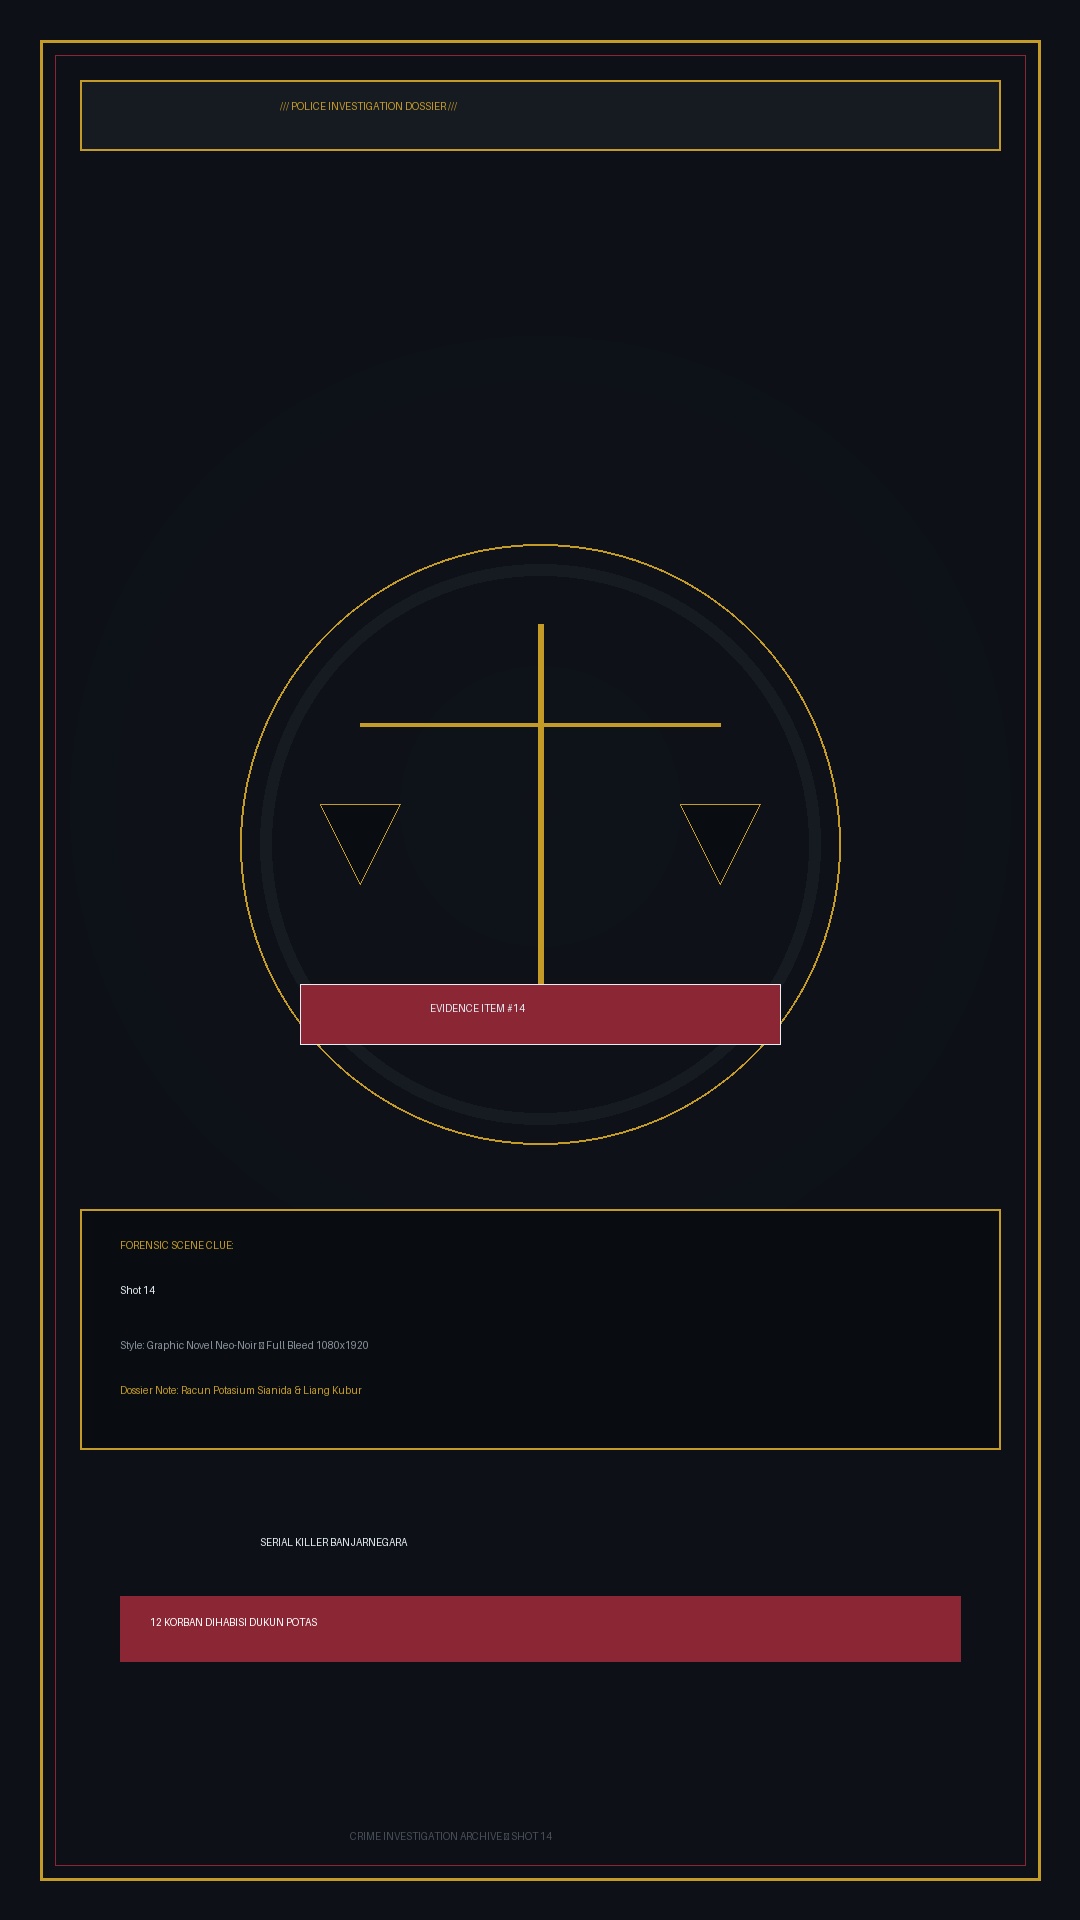 /// POLICE INVESTIGATION DOSSIER ///
EVIDENCE ITEM #14
FORENSIC SCENE CLUE:
Shot 14
Style: Graphic Novel Neo-Noir ▯ Full Bleed 1080x1920
Dossier Note: Racun Potasium Sianida & Liang Kubur
SERIAL KILLER BANJARNEGARA
12 KORBAN DIHABISI DUKUN POTAS
CRIME INVESTIGATION ARCHIVE ▯ SHOT 14